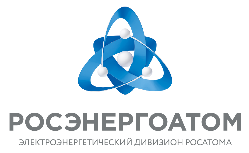 РОСЭНЕРГОАТОМ
ЭЛЕКТРОЭНЕРГЕТИЧЕСКИЙ ДИВИЗИОН РОСАТОМА